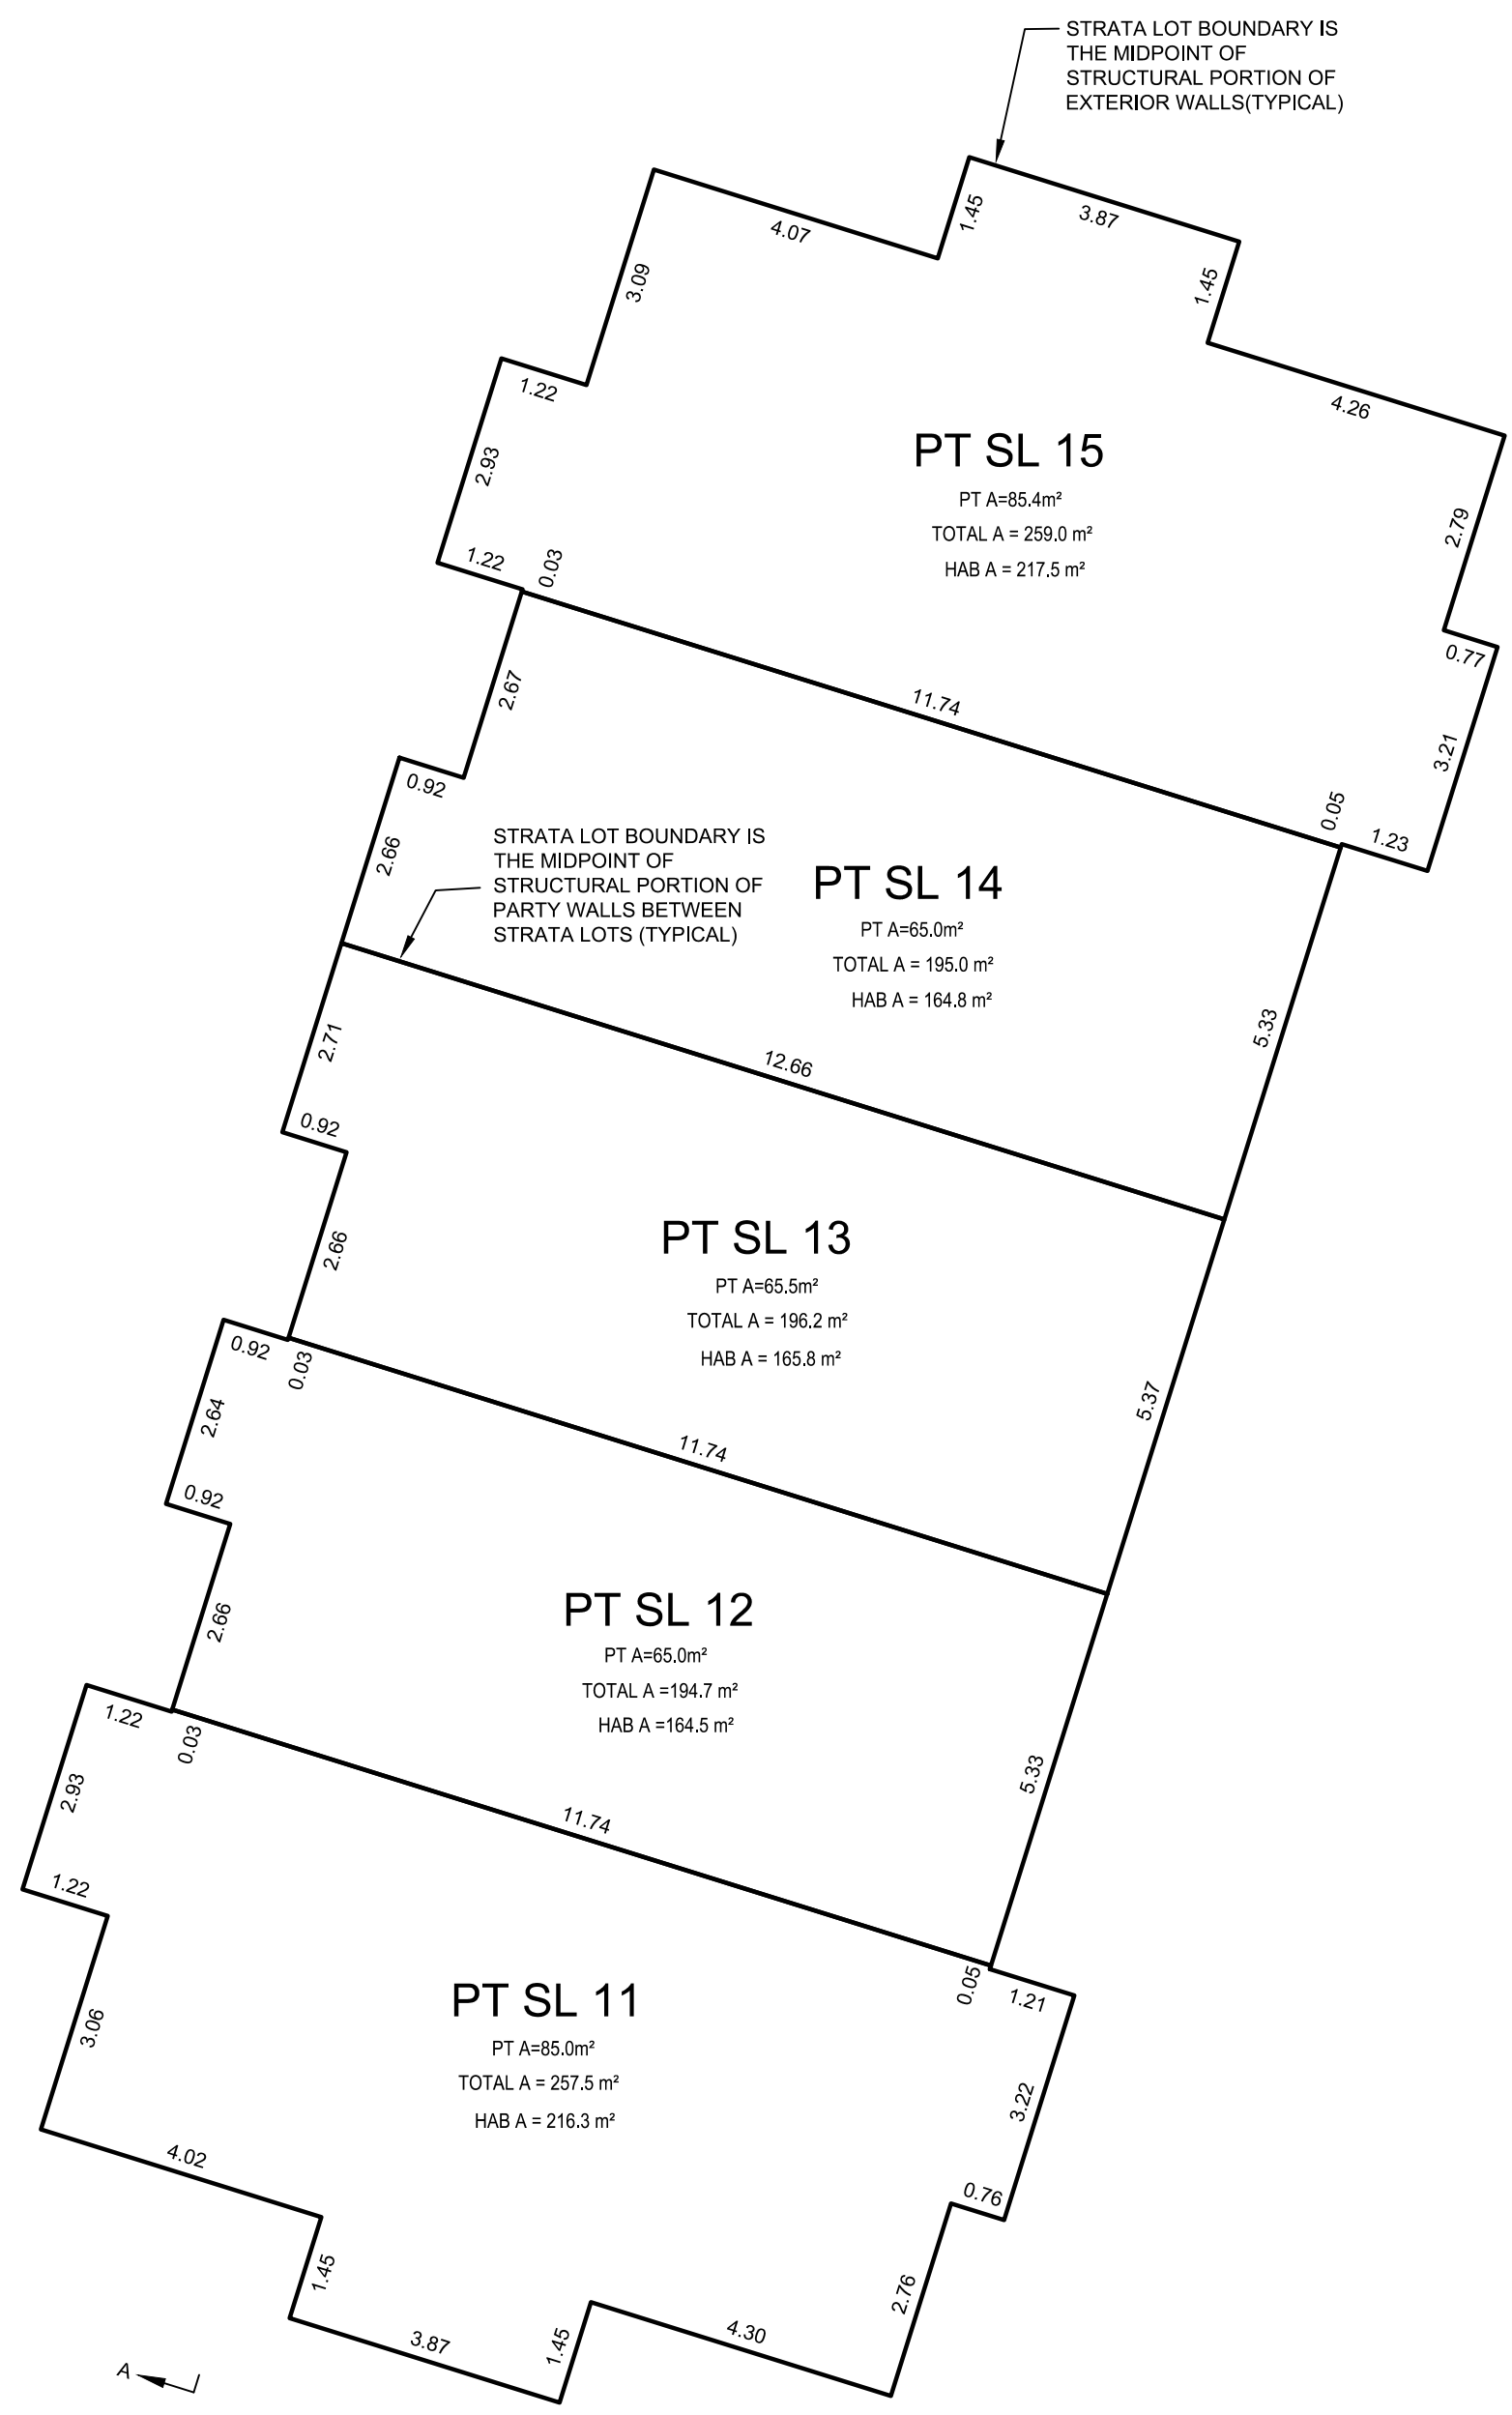 STRATA LOT BOUNDARY IS
THE MIDPOINT OF
STRUCTURAL PORTION OF
EXTERIOR WALLS(TYPICAL)
4.07
1.45
3.87
1.45
3.09
1.22
4.26
2.93
PT SL 15
PT A=85.4m²
TOTAL A = 259.0 m²
HAB A = 217.5 m²
2.79
1.22
0.03
0.77
2.67
11.74
3.21
0.05
1.23
0.92
2.66
STRATA LOT BOUNDARY IS
THE MIDPOINT OF
STRUCTURAL PORTION OF
PARTY WALLS BETWEEN
STRATA LOTS (TYPICAL)
PT SL 14
PT A=65.0m²
TOTAL A = 195.0 m²
HAB A = 164.8 m²
5.33
2.71
12.66
0.92
2.66
PT SL 13
PT A=65.5m²
TOTAL A = 196.2 m²
HAB A = 165.8 m²
5.37
0.92
0.03
2.64
11.74
0.92
2.66
PT SL 12
PT A=65.0m²
TOTAL A =194.7 m²
HAB A =164.5 m²
5.33
1.22
0.03
2.93
11.74
1.22
0.05
1.21
3.06
PT SL 11
PT A=85.0m²
TOTAL A = 257.5 m²
HAB A = 216.3 m²
3.22
4.02
0.76
1.45
2.76
3.87
1.45
4.30
A